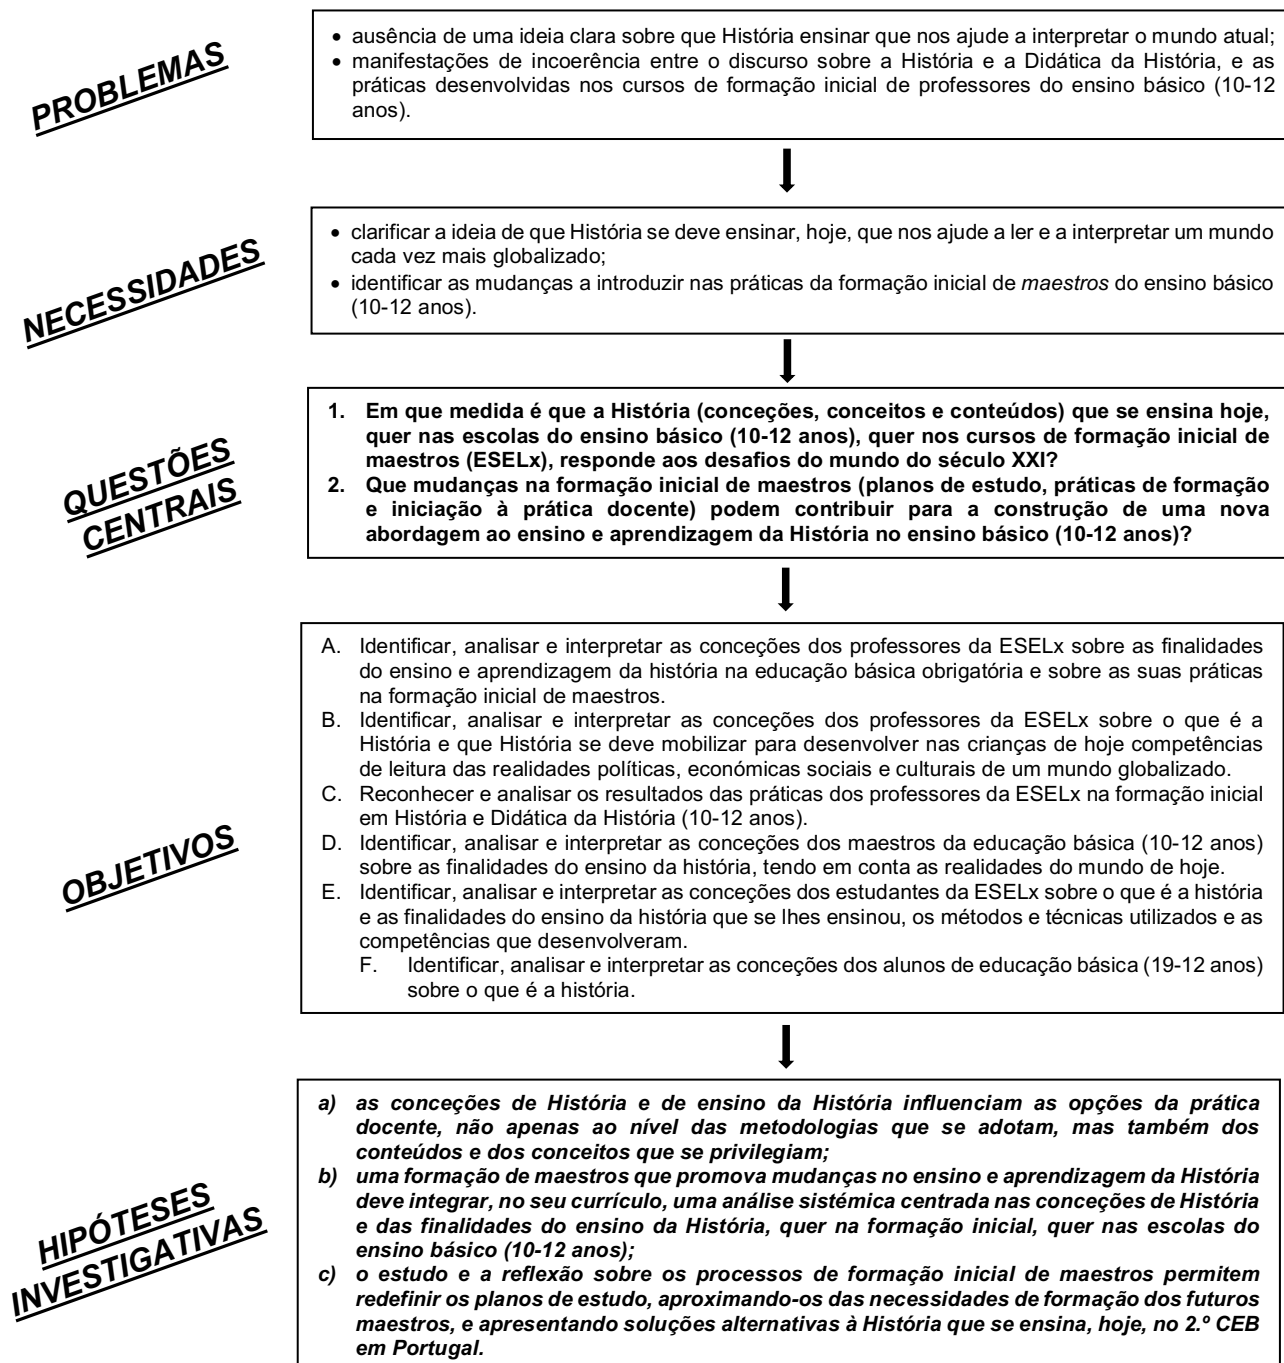 PROBLEMAS
• ausência de uma ideia clara sobre que História ensinar que nos ajude a interpretar o mundo atual;
• manifestações de incoerência entre o discurso sobre a História e a Didática da História, e as
práticas desenvolvidas nos cursos de formação inicial de professores do ensino básico (10-12
anos).
NECESSIDADES
• clarificar a ideia de que História se deve ensinar, hoje, que nos ajude a ler e a interpretar um mundo
cada vez mais globalizado;
• identificar as mudanças a introduzir nas práticas da formação inicial de maestros do ensino básico
(10-12 anos).
QUESTÕES
CENTRAIS
1. Em que medida é que a História (conceções, conceitos e conteúdos) que se ensina hoje,
quer nas escolas do ensino básico (10-12 anos), quer nos cursos de formação inicial de
maestros (ESELx), responde aos desafios do mundo do século XXI?
2. Que mudanças na formação inicial de maestros (planos de estudo, práticas de formação
e iniciação à prática docente) podem contribuir para a construção de uma nova
abordagem ao ensino e aprendizagem da História no ensino básico (10-12 anos)?
OBJETIVOS
A. Identificar, analisar e interpretar as conceções dos professores da ESELx sobre as finalidades
do ensino e aprendizagem da história na educação básica obrigatória e sobre as suas práticas
na formação inicial de maestros.
B. Identificar, analisar e interpretar as conceções dos professores da ESELx sobre o que é a
História e que História se deve mobilizar para desenvolver nas crianças de hoje competências
de leitura das realidades políticas, económicas sociais e culturais de um mundo globalizado.
C. Reconhecer e analisar os resultados das práticas dos professores da ESELx na formação inicial
em História e Didática da História (10-12 anos).
D. Identificar, analisar e interpretar as conceções dos maestros da educação básica (10-12 anos)
sobre as finalidades do ensino da história, tendo em conta as realidades do mundo de hoje.
E. Identificar, analisar e interpretar as conceções dos estudantes da ESELx sobre o que é a história
e as finalidades do ensino da história que se lhes ensinou, os métodos e técnicas utilizados e as
competências que desenvolveram.
F. Identificar, analisar e interpretar as conceções dos alunos de educação básica (19-12 anos)
sobre o que é a história.
HIPÓTESES
INVESTIGATIVAS
a) as conceções de História e de ensino da História influenciam as opções da prática
docente, não apenas ao nível das metodologias que se adotam, mas também dos
conteúdos e dos conceitos que se privilegiam;
b) uma formação de maestros que promova mudanças no ensino e aprendizagem da História
deve integrar, no seu currículo, uma análise sistémica centrada nas conceções de História
e das finalidades do ensino da História, quer na formação inicial, quer nas escolas do
ensino básico (10-12 anos);
c) o estudo e a reflexão sobre os processos de formação inicial de maestros permitem
redefinir os planos de estudo, aproximando-os das necessidades de formação dos futuros
maestros, e apresentando soluções alternativas à História que se ensina, hoje, no 2.º CEB
em Portugal.